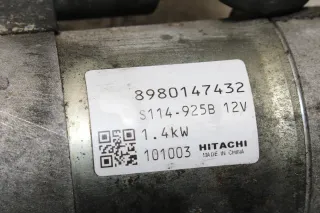 8980147432
S114-925B 12V
1.4kW
101003 HITACHI
MADE IN CHINA